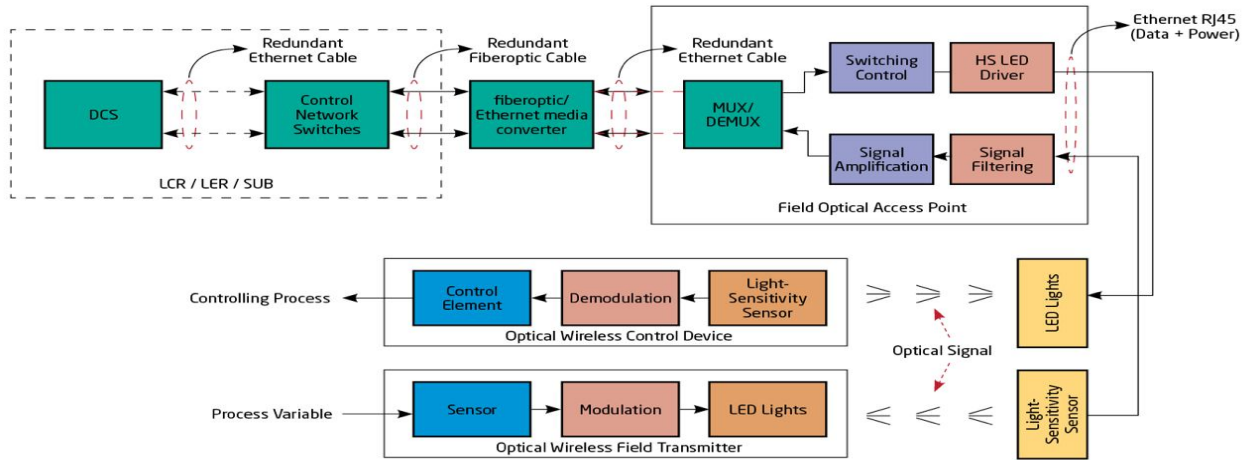 Redundant
Ethernet Cable
Redundant
Fiberoptic Cable
Redundant
Ethernet Cable
Ethernet RJ45
(Data + Power)
DCS
Control
Network
Switches
fiberoptic/
Ethernet media
converter
MUX/
DEMUX
Switching
Control
HS LED
Driver
Signal
Amplification
Signal
Filtering
LCR / LER / SUB
Field Optical Access Point
Controlling Process
Control
Element
Demodulation
Light-
Sensitivity
Sensor
Optical Wireless Control Device
LED Lights
Optical Signal
Process Variable
Sensor
Modulation
LED Lights
Optical Wireless Field Transmitter
Light-
Sensitivity
Sensor